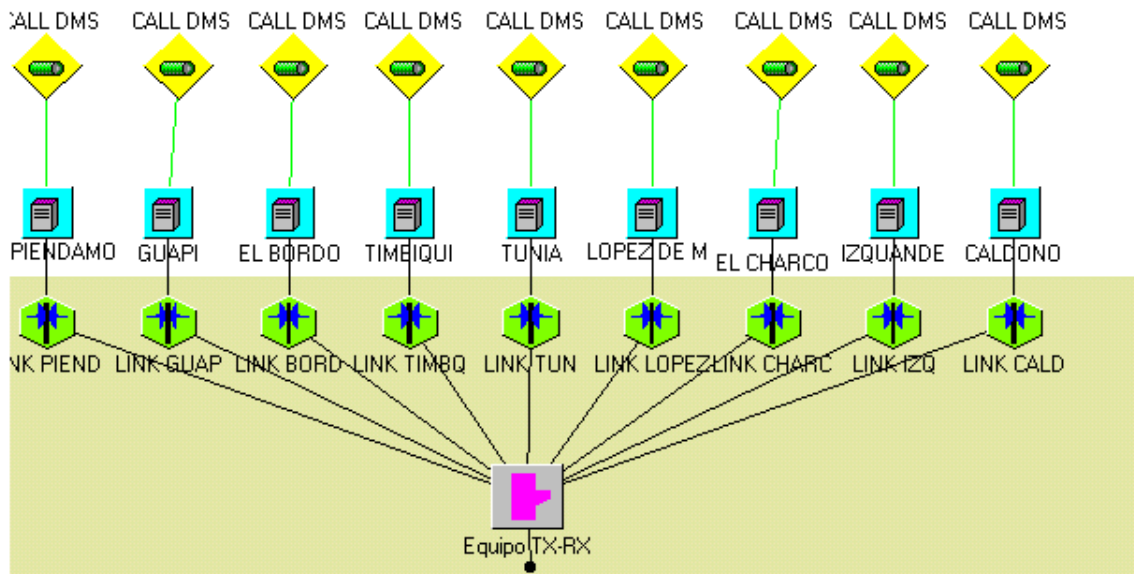 CALL DMS CALL DMS CALL DMS CALL DMS CALL DMS CALL DMS CALL DMS CALL DMS CALL DMS
PIENDAMO GUAPI EL BORDO TIMBIQUI TUNIA LOPEZ DE M EL CHARCO IZQUANDE CALDONO
NK PIEND LINK GUAP LINK BORD LINK TIMBQ LINK TUN LINK LOPEZ LINK CHARC LINK IZQ LINK CALD
Equipo TX-RX